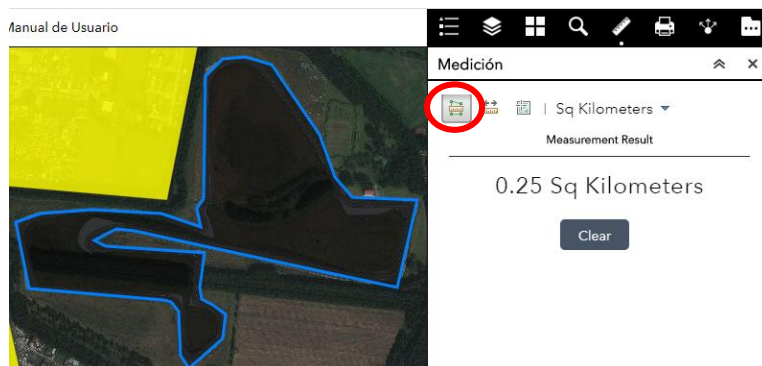 Manual de Usuario
Medición
Sq Kilometers
Measurement Result
0.25 Sq Kilometers
Clear